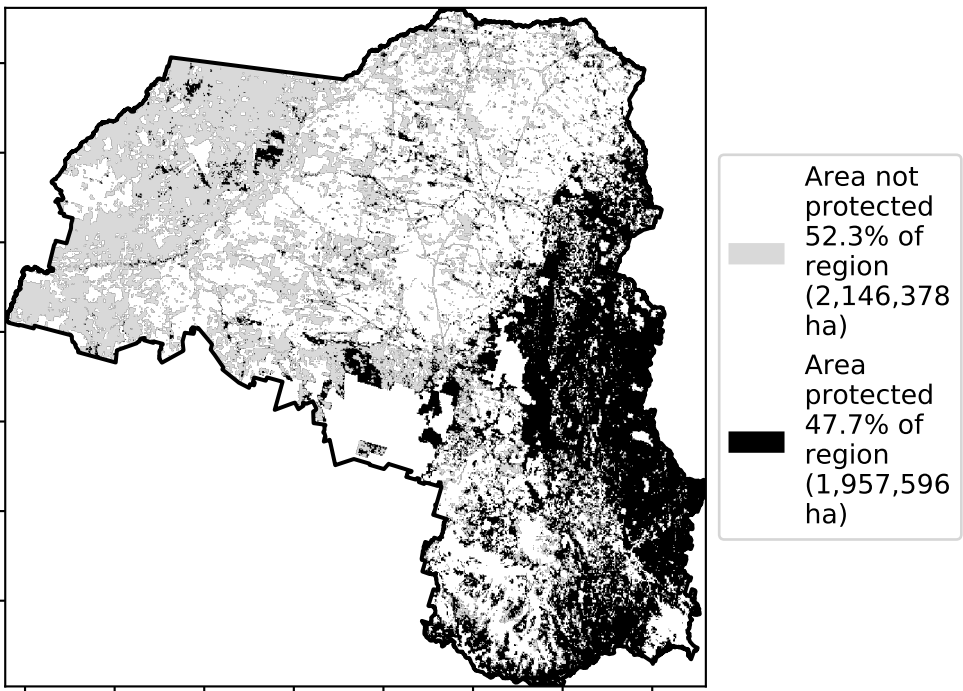 Area not
protected
52.3% of
region
(2,146,378
ha)
Area
protected
47.7% of
region
(1,957,596
ha)